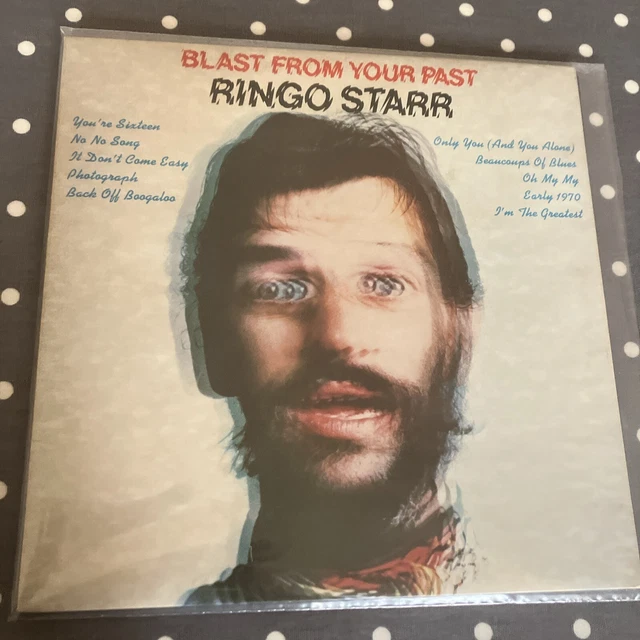 BLAST FROM YOUR PAST
RINGO STARR
You're Sixteen
No No Song
It Don't Come Easy
Photograph
Back Off Boogaloo
Only You (And You Alone)
Beaucoups Of Blues
Oh My My
Early 1970
I'm The Greatest